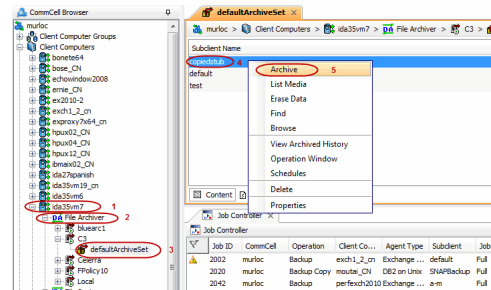 CommCell Browser
murloc
Client Computer Groups
Client Computers
bonete64
bose_CN
echowindow2008
ernie_CN
ex2010-2
exch1_2_cn
exproxy7x64_cn
hpux02_CN
hpux04_CN
hpux12_CN
ibmaix02_CN
ida27spanish
ida35vm19_cn
ida35vm6
ida35vm7 1
File Archiver 2
bluearc1
C3
defaultArchiveSet 3
Celerra
FPolicy10
Local
defaultArchiveSet ×
murloc > Client Computers > ida35vm7 > File Archiver > C3 >
Subclient Name
copiedstub 4
default
test
Archive 5
List Media
Erase Data
Find
Browse
View Archived History
Operation Window
Schedules
Delete
Properties
Content
Job Controller ×
Job Controller
Job ID CommCell Operation Client Co... Agent Type Subclient Job
2002 murloc Backup exch1_2_cn Exchange ... default Full
2020 murloc Backup Copy moutai_CN DB2 on Unix SNAPBackup Full
2042 murloc Backup perfexch2010 Exchange ... a-m Full